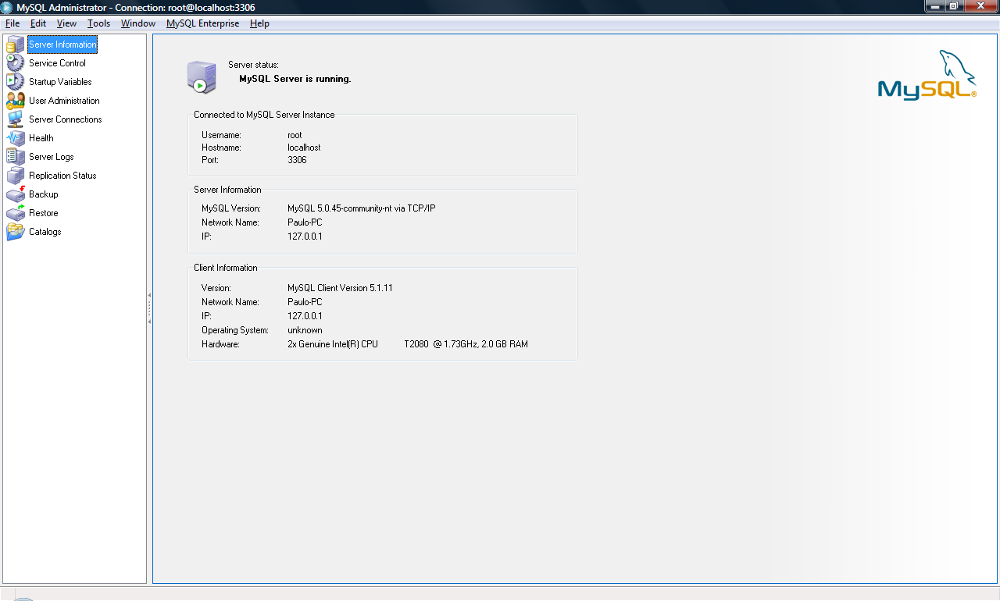 MySQL Administrator - Connection: root@localhost:3306
File Edit View Tools Window MySQL Enterprise Help
Server Information
Service Control
Startup Variables
User Administration
Server Connections
Health
Server Logs
Replication Status
Backup
Restore
Catalogs
Server status:
MySQL Server is running.
MySQL®
Connected to MySQL Server Instance
Username: root
Hostname: localhost
Port: 3306
Server Information
MySQL Version: MySQL 5.0.45-community-nt via TCP/IP
Network Name: Paulo-PC
IP: 127.0.0.1
Client Information
Version: MySQL Client Version 5.1.11
Network Name: Paulo-PC
IP: 127.0.0.1
Operating System: unknown
Hardware: 2x Genuine Intel(R) CPU T2080 @ 1.73GHz, 2.0 GB RAM